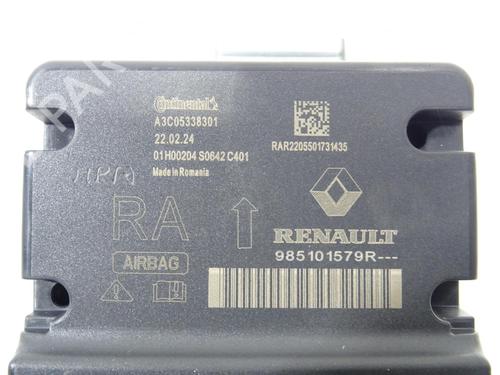 Continental
A3C05338301
22.02.24
01H00204 S0642 C401
Made in Romania
RAR2205501731435
RA
AIRBAG
RENAULT
985101579R---